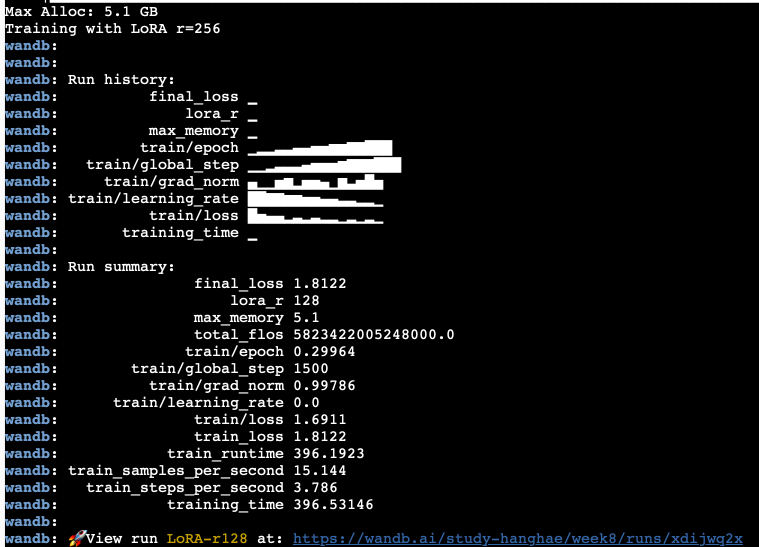 Max Alloc: 5.1 GB
Training with LoRA r=256
wandb:
wandb:
wandb: Run history:
wandb: final_loss
wandb: lora_r
wandb: max_memory
wandb: train/epoch
wandb: train/global_step
wandb: train/grad_norm
wandb: train/learning_rate
wandb: train/loss
wandb: training_time
wandb:
wandb: Run summary:
wandb: final_loss 1.8122
wandb: lora_r 128
wandb: max_memory 5.1
wandb: total_flos 5823422005248000.0
wandb: train/epoch 0.29964
wandb: train/global_step 1500
wandb: train/grad_norm 0.99786
wandb: train/learning_rate 0.0
wandb: train/loss 1.6911
wandb: train_loss 1.8122
wandb: train_runtime 396.1923
wandb: train_samples_per_second 15.144
wandb: train_steps_per_second 3.786
wandb: training_time 396.53146
wandb:
wandb: 🚀View run LoRA-r128 at: https://wandb.ai/study-hanghae/week8/runs/xdijwg2x